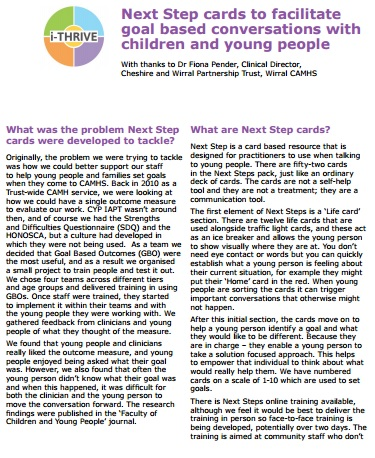 i-THRIVE
Next Step cards to facilitate
goal based conversations with
children and young people
With thanks to Dr Fiona Pender, Clinical Director,
Cheshire and Wirral Partnership Trust, Wirral CAMHS
What was the problem Next Step
cards were developed to tackle?
Originally, the problem we were trying to tackle
was how we could better support our staff
to help young people and families set goals
when they come to CAMHS. Back in 2010 as a
Trust-wide CAMH service, we were looking at
how we could have a single outcome measure
to evaluate our work. CYP IAPT wasn't around
then, and of course we had the Strengths
and Difficulties Questionnaire (SDQ) and the
HONOSCA, but a culture had developed in
which they were not being used.  As a team we
decided that Goal Based Outcomes (GBO) were
the most useful, and as a result we organised
a small project to train people and test it out.
We chose four teams across different tiers
and age groups and delivered training in using
GBOs. Once staff were trained, they started
to implement it within their teams and with
the young people they were working with. We
gathered feedback from clinicians and young
people of what they thought of the measure.
We found that young people and clinicians
really liked the outcome measure, and young
people enjoyed being asked what their goal
was. However, we also found that often the
young person didn't know what their goal was
and when this happened, it was difficult for
both the clinician and the young person to
move the conversation forward. The research
findings were published in the 'Faculty of
Children and Young People' journal.
What are Next Step cards?
Next Step is a card based resource that is
designed for practitioners to use when talking
to young people. There are fifty-two cards
in the Next Steps pack, just like an ordinary
deck of cards. The cards are not a self-help
tool and they are not a treatment; they are a
communication tool.
The first element of Next Steps is a 'Life card'
section. There are twelve life cards that are
used alongside traffic light cards, and these act
as an ice breaker and allows the young person
to show visually where they are at. You don't
need eye contact or words but you can quickly
establish what a young person is feeling about
their current situation, for example they might
put their 'Home' card in the red. When young
people are sorting the cards it can trigger
important conversations that otherwise might
not happen.
After this initial section, the cards move on to
help a young person identify a goal and what
they would like to be different. Because they
are in charge – they enable a young person to
take a solution focused approach. This helps
to empower that individual to think about what
would really help them. We have numbered
cards on a scale of 1-10 which are used to set
goals.
There is Next Steps online training available,
although we feel it would be best to deliver the
training in person so face-to-face training is
being developed, potentially over two days. The
training is aimed at community staff who don't